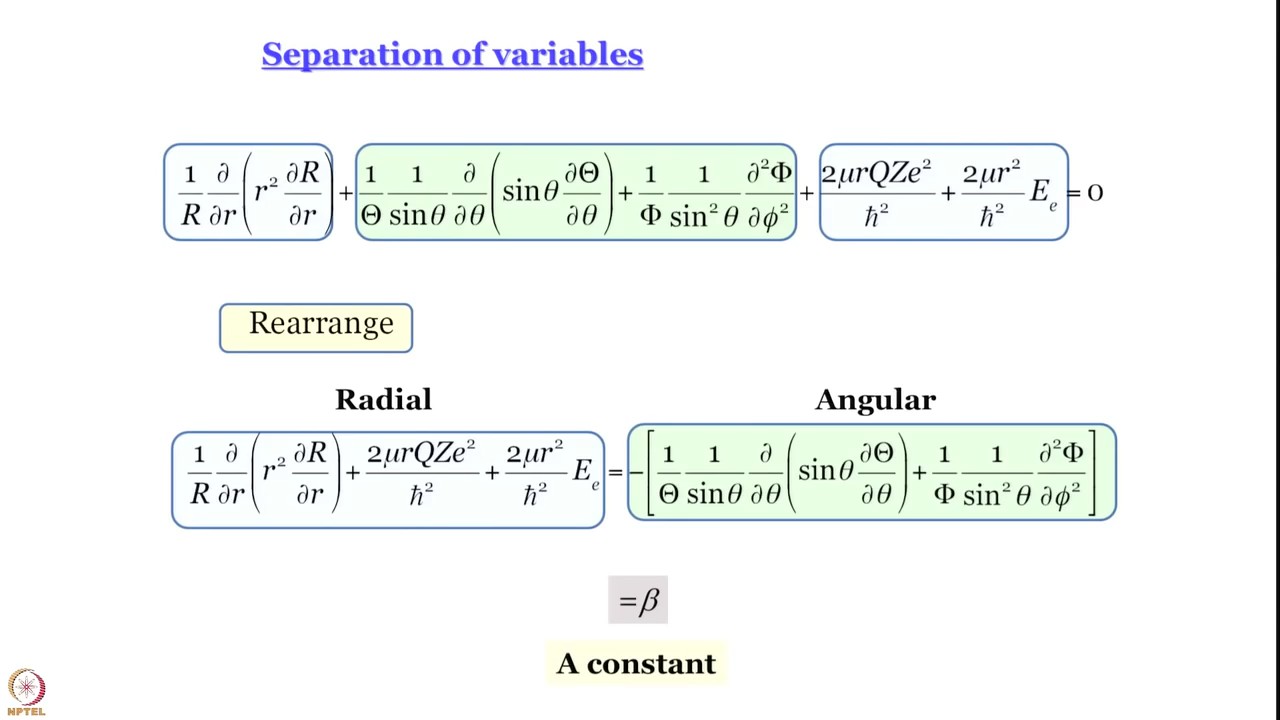 Separation of variables
1/R ∂/∂r (r² ∂R/∂r) + 1/Θ 1/sinθ ∂/∂θ (sinθ ∂Θ/∂θ) + 1/Φ 1/sin²θ ∂²Φ/∂ϕ² + 2μrQZe²/ℏ² + 2μr²/ℏ² Eₑ = 0
Rearrange
Radial Angular
1/R ∂/∂r (r² ∂R/∂r) + 2μrQZe²/ℏ² + 2μr²/ℏ² Eₑ = −[1/Θ 1/sinθ ∂/∂θ (sinθ ∂Θ/∂θ) + 1/Φ 1/sin²θ ∂²Φ/∂ϕ²]
=β
A constant
NPTEL